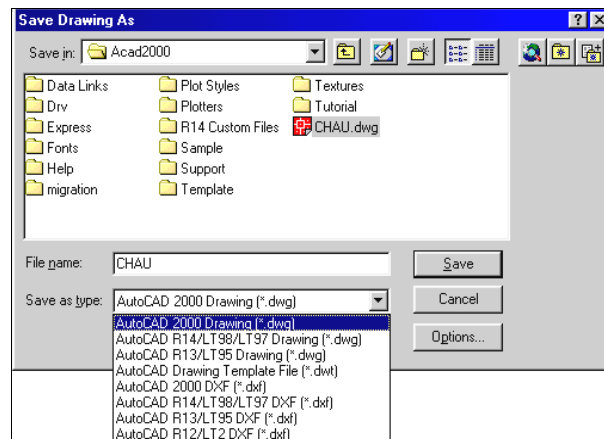 Save Drawing As
Save in: Acad2000
Data Links Plot Styles Textures
Drv Plotters Tutorial
Express R14 Custom Files CHAU.dwg
Fonts Sample
Help Support
migration Template
File name: CHAU Save
Save as type: AutoCAD 2000 Drawing (*.dwg) Cancel
AutoCAD 2000 Drawing (*.dwg)
AutoCAD R14/LT98/LT97 Drawing (*.dwg) Options...
AutoCAD R13/LT95 Drawing (*.dwg)
AutoCAD Drawing Template File (*.dwt)
AutoCAD 2000 DXF (*.dxf)
AutoCAD R14/LT98/LT97 DXF (*.dxf)
AutoCAD R13/LT95 DXF (*.dxf)
AutoCAD R12/LT2 DXF (*.dxf)